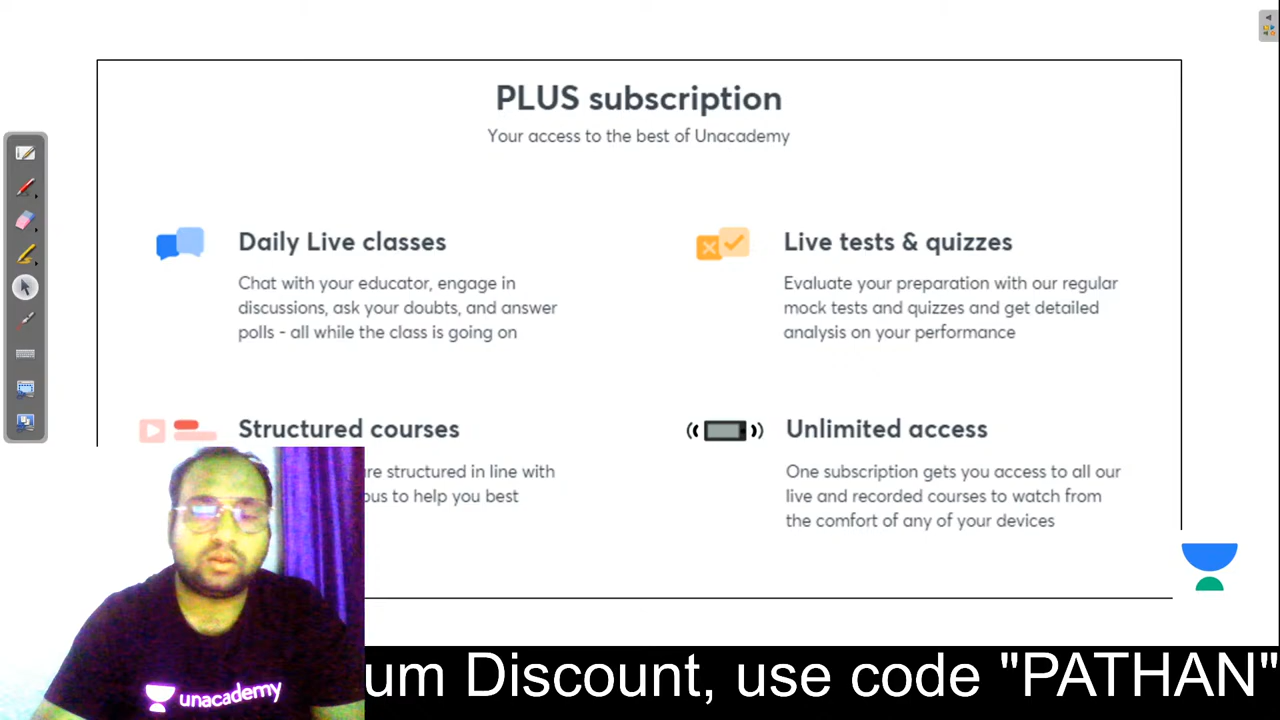 PLUS subscription
Your access to the best of Unacademy
Daily Live classes
Chat with your educator, engage in
discussions, ask your doubts, and answer
polls - all while the class is going on
Live tests & quizzes
Evaluate your preparation with our regular
mock tests and quizzes and get detailed
analysis on your performance
Structured courses
are structured in line with
to help you best
Unlimited access
One subscription gets you access to all our
live and recorded courses to watch from
the comfort of any of your devices
unacademy
Discount, use code "PATHAN"